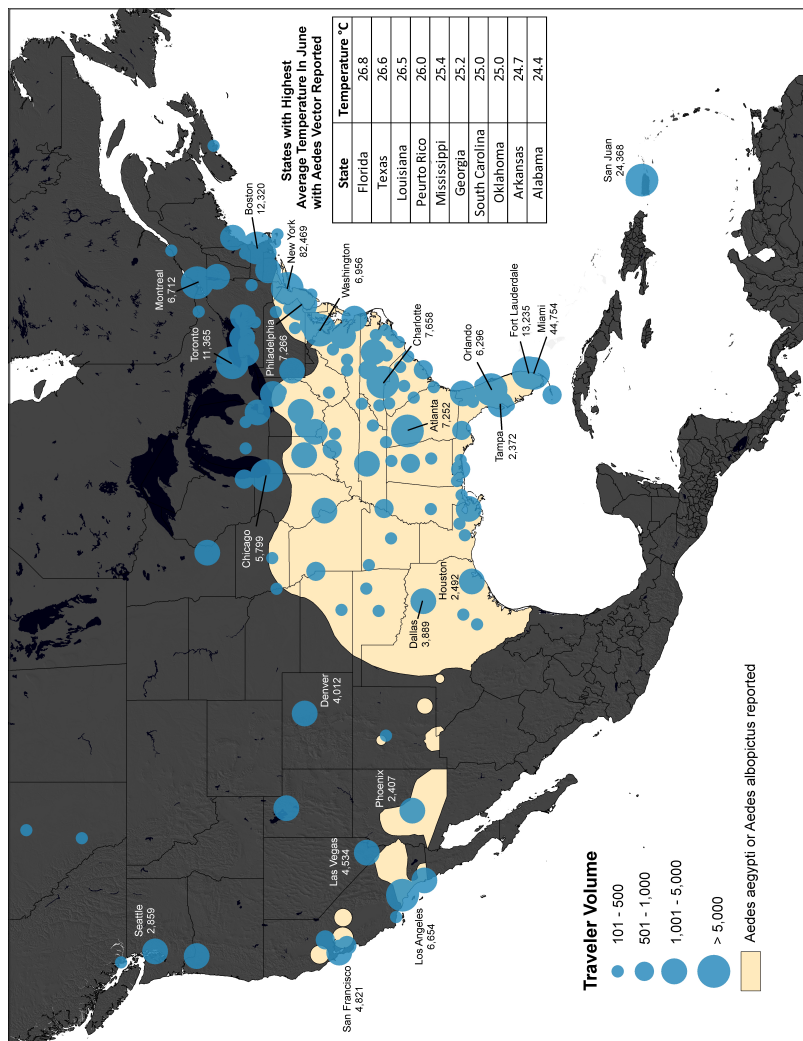 States with Highest
Average Temperature In June
with Aedes Vector Reported
State Temperature °C
Florida 26.8
Texas 26.6
Louisiana 26.5
Peurto Rico 26.0
Mississippi 25.4
Georgia 25.2
South Carolina 25.0
Oklahoma 25.0
Arkansas 24.7
Alabama 24.4
Seattle
2,859
San Francisco
4,821
Los Angeles
6,654
Las Vegas
4,534
Phoenix
2,407
Denver
4,012
Dallas
3,889
Houston
2,492
Chicago
5,799
Toronto
11,365
Montreal
6,712
Boston
12,320
New York
82,469
Philadelphia
7,266
Washington
6,956
Charlotte
7,658
Atlanta
7,252
Orlando
6,296
Tampa
2,372
Fort Lauderdale
13,235
Miami
44,754
San Juan
24,368
Traveler Volume
101 - 500
501 - 1,000
1,001 - 5,000
> 5,000
Aedes aegypti or Aedes albopictus reported